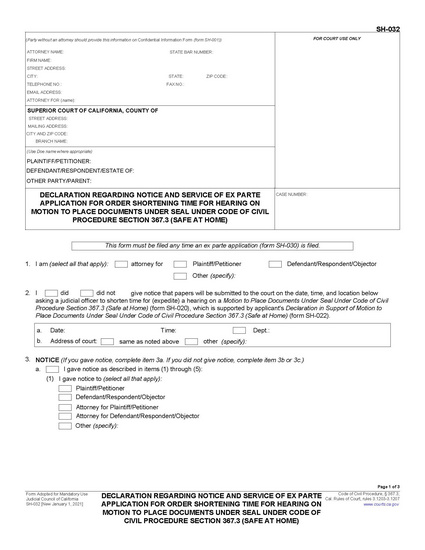 SH-032
(Party without an attorney should provide this information on Confidential Information Form (form SH-001))
FOR COURT USE ONLY
ATTORNEY NAME: STATE BAR NUMBER:
FIRM NAME:
STREET ADDRESS:
CITY: STATE: ZIP CODE:
TELEPHONE NO.: FAX NO.:
EMAIL ADDRESS:
ATTORNEY FOR (name):
SUPERIOR COURT OF CALIFORNIA, COUNTY OF
STREET ADDRESS:
MAILING ADDRESS:
CITY AND ZIP CODE:
BRANCH NAME:
(Use Doe name where appropriate)
PLAINTIFF/PETITIONER:
DEFENDANT/RESPONDENT/ESTATE OF:
OTHER PARTY/PARENT:
DECLARATION REGARDING NOTICE AND SERVICE OF EX PARTE
APPLICATION FOR ORDER SHORTENING TIME FOR HEARING ON
MOTION TO PLACE DOCUMENTS UNDER SEAL UNDER CODE OF CIVIL
PROCEDURE SECTION 367.3 (SAFE AT HOME)
CASE NUMBER:
This form must be filed any time an ex parte application (form SH-030) is filed.
1. I am (select all that apply): attorney for Plaintiff/Petitioner Defendant/Respondent/Objector
Other (specify):
2. I did did not give notice that papers will be submitted to the court on the date, time, and location below
asking a judicial officer to shorten time for (expedite) a hearing on a Motion to Place Documents Under Seal Under Code of Civil
Procedure Section 367.3 (Safe at Home) (form SH-020), which is supported by applicant's Declaration in Support of Motion to
Place Documents Under Seal Under Code of Civil Procedure Section 367.3 (Safe at Home) (form SH-022).
a. Date: Time: Dept.:
b. Address of court: same as noted above other (specify):
3. NOTICE (If you gave notice, complete item 3a. If you did not give notice, complete item 3b or 3c.)
a. I gave notice as described in items (1) through (5):
(1) I gave notice to (select all that apply):
Plaintiff/Petitioner
Defendant/Respondent/Objector
Attorney for Plaintiff/Petitioner
Attorney for Defendant/Respondent/Objector
Other (specify):
Page 1 of 3
Form Adopted for Mandatory Use
Judicial Council of California
SH-032 [New January 1, 2021]
DECLARATION REGARDING NOTICE AND SERVICE OF EX PARTE
APPLICATION FOR ORDER SHORTENING TIME FOR HEARING ON
MOTION TO PLACE DOCUMENTS UNDER SEAL UNDER CODE OF
CIVIL PROCEDURE SECTION 367.3 (SAFE AT HOME)
Code of Civil Procedure, § 367.3;
Cal. Rules of Court, rules 3.1203-3.1207
www.courts.ca.gov